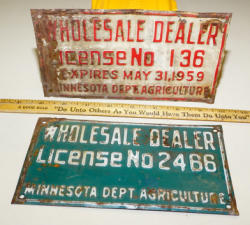 WHOLESALE DEALER
License No 136
EXPIRES MAY 31, 1959
MINNESOTA DEPT. AGRICULTURE
"Do Unto Others As You Would Have Them Do Unto You"
WHOLESALE DEALER
License No 2466
MINNESOTA DEPT AGRICULTURE